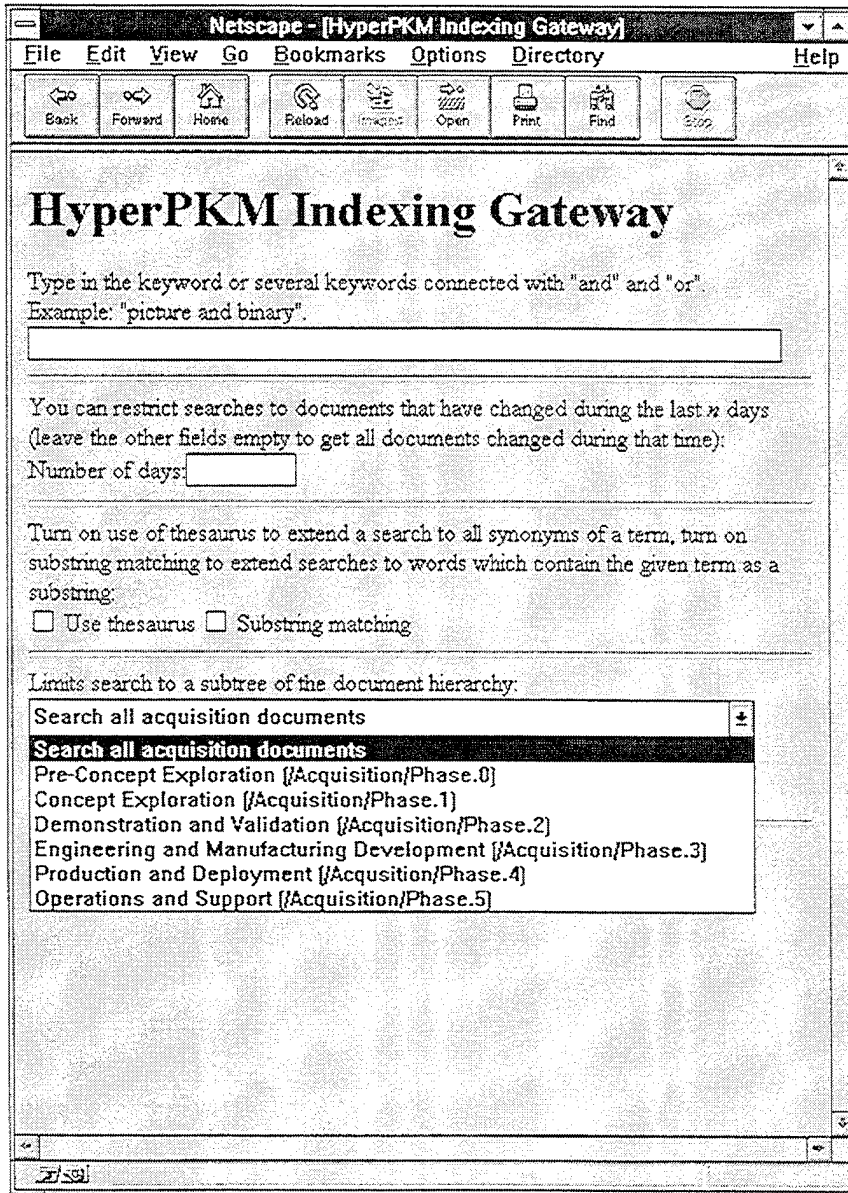 Netscape - [HyperPKM Indexing Gateway]
File Edit View Go Bookmarks Options Directory Help
Back Forward Home Reload Images Open Print Find Stop
HyperPKM Indexing Gateway
Type in the keyword or several keywords connected with "and" and "or".
Example: "picture and binary".
You can restrict searches to documents that have changed during the last n days
(leave the other fields empty to get all documents changed during that time):
Number of days:
Turn on use of thesaurus to extend a search to all synonyms of a term, turn on
substring matching to extend searches to words which contain the given term as a
substring:
Use thesaurus Substring matching
Limits search to a subtree of the document hierarchy:
Search all acquisition documents
Search all acquisition documents
Pre-Concept Exploration [/Acquisition/Phase.0]
Concept Exploration [/Acquisition/Phase.1]
Demonstration and Validation [/Acquisition/Phase.2]
Engineering and Manufacturing Development [/Acquisition/Phase.3]
Production and Deployment [/Acqusition/Phase.4]
Operations and Support [/Acquisition/Phase.5]